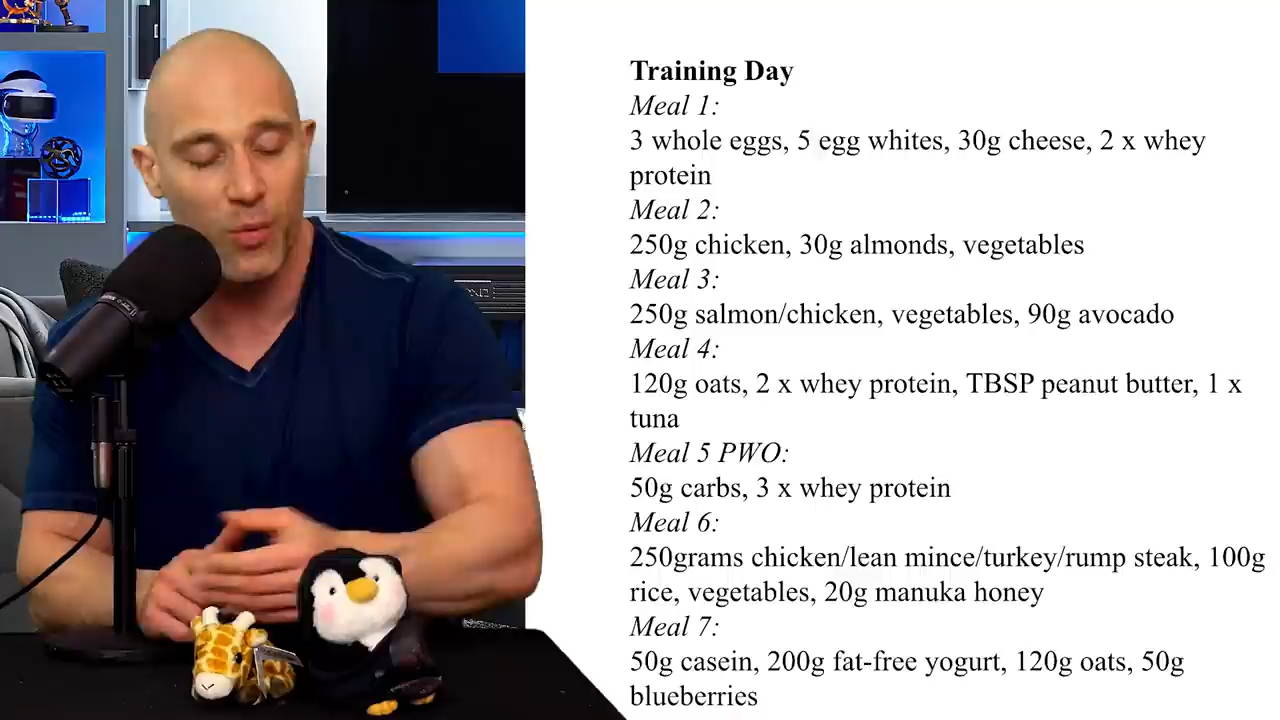 Training Day
Meal 1:
3 whole eggs, 5 egg whites, 30g cheese, 2 x whey
protein
Meal 2:
250g chicken, 30g almonds, vegetables
Meal 3:
250g salmon/chicken, vegetables, 90g avocado
Meal 4:
120g oats, 2 x whey protein, TBSP peanut butter, 1 x
tuna
Meal 5 PWO:
50g carbs, 3 x whey protein
Meal 6:
250grams chicken/lean mince/turkey/rump steak, 100g
rice, vegetables, 20g manuka honey
Meal 7:
50g casein, 200g fat-free yogurt, 120g oats, 50g
blueberries